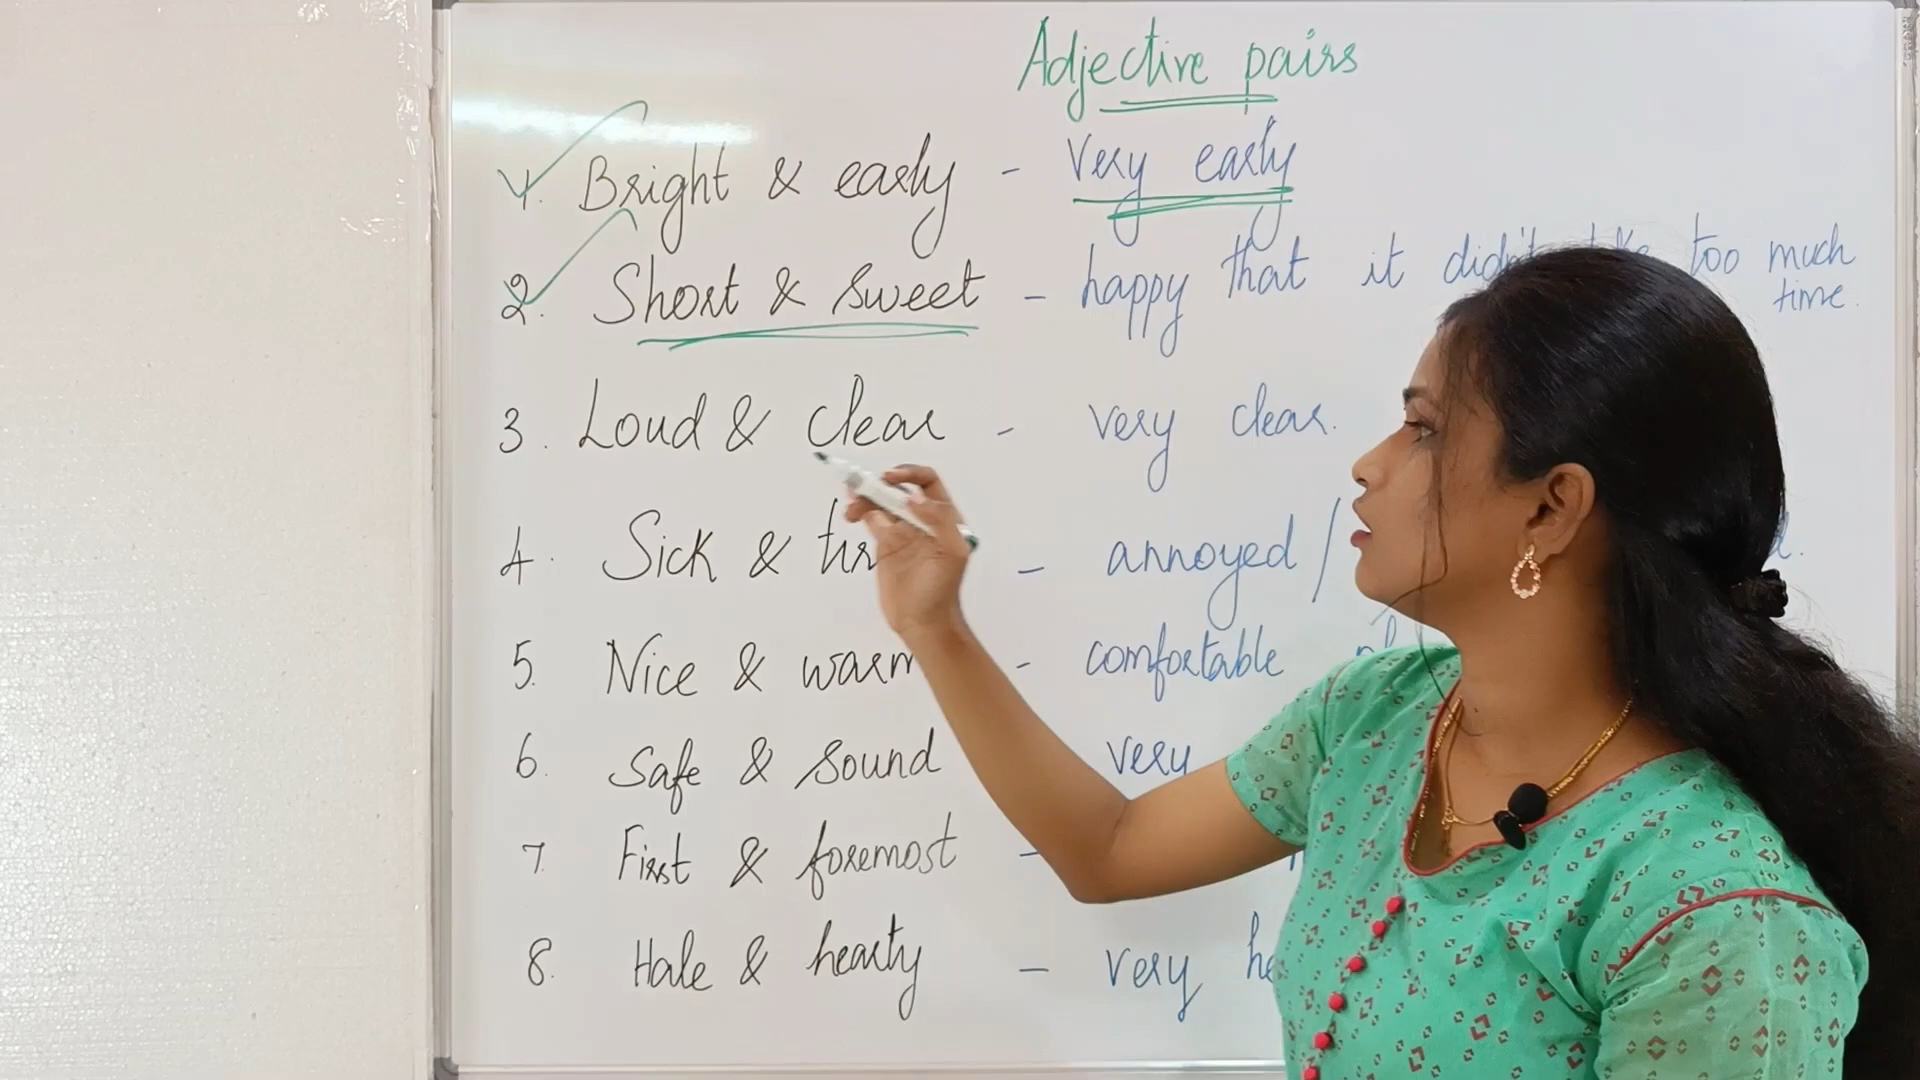 Adjective pairs
1. Bright & early - Very early
2. Short & sweet - happy that it didn't too much
time.
3. Loud & clear - very clear.
4. Sick & - annoyed /
5. Nice & warm - comfortable
6. Safe & sound very
7. First & foremost -
8. Hale & hearty - very